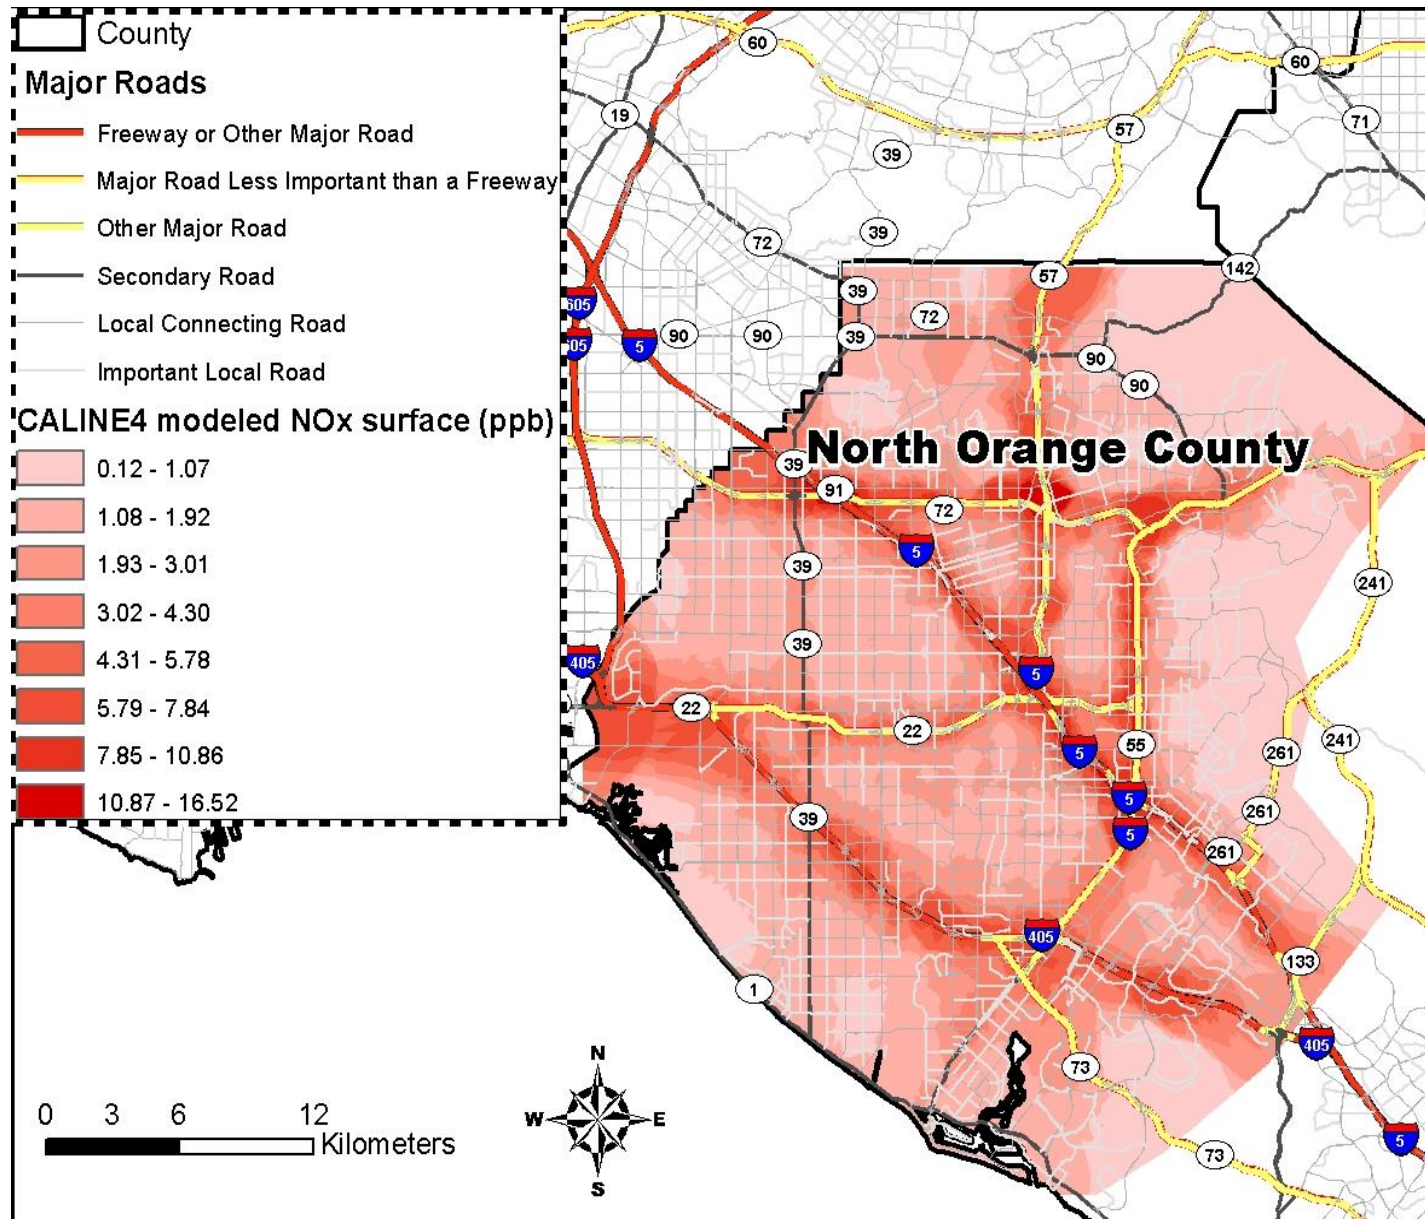 County
Major Roads
Freeway or Other Major Road
Major Road Less Important than a Freeway
Other Major Road
Secondary Road
Local Connecting Road
Important Local Road
CALINE4 modeled NOx surface (ppb)
0.12 - 1.07
1.08 - 1.92
1.93 - 3.01
3.02 - 4.30
4.31 - 5.78
5.79 - 7.84
7.85 - 10.86
10.87 - 16.52
60
60
19
57
71
39
39
72
142
57
39
605
72
90
90
39
5
90
90
North Orange County
39
91
72
5
39
241
39
405
5
22
22
55
5
261
241
5
39
261
5
261
405
133
1
405
73
5
73
0 3 6 12
Kilometers
N
W E
S